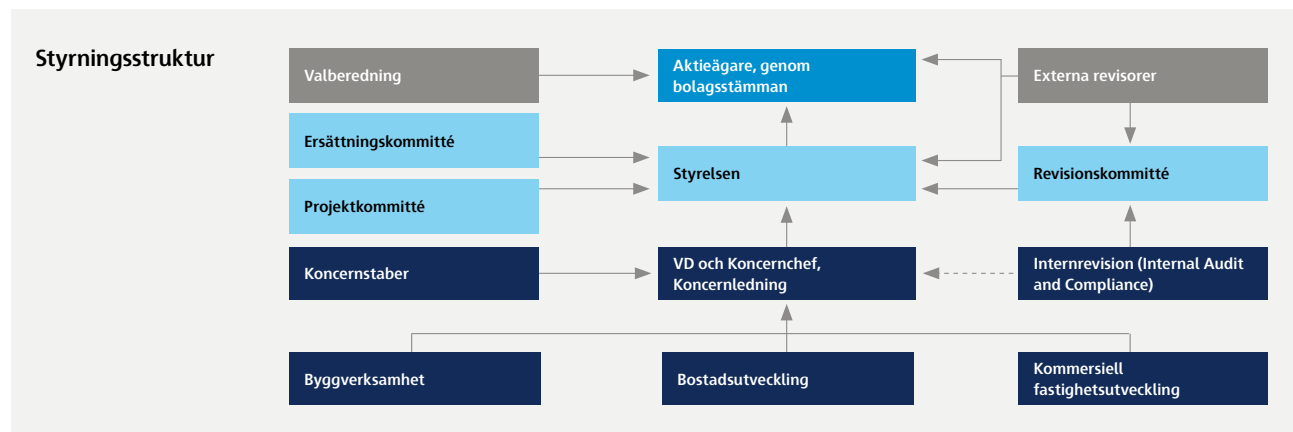 Styrningsstruktur
Valberedning
Aktieägare, genom
bolagsstämman
Externa revisorer
Ersättningskommitté
Styrelsen
Revisionskommitté
Projektkommitté
Koncernstaber
VD och Koncernchef,
Koncernledning
Internrevision (Internal Audit
and Compliance)
Byggverksamhet
Bostadsutveckling
Kommersiell
fastighetsutveckling